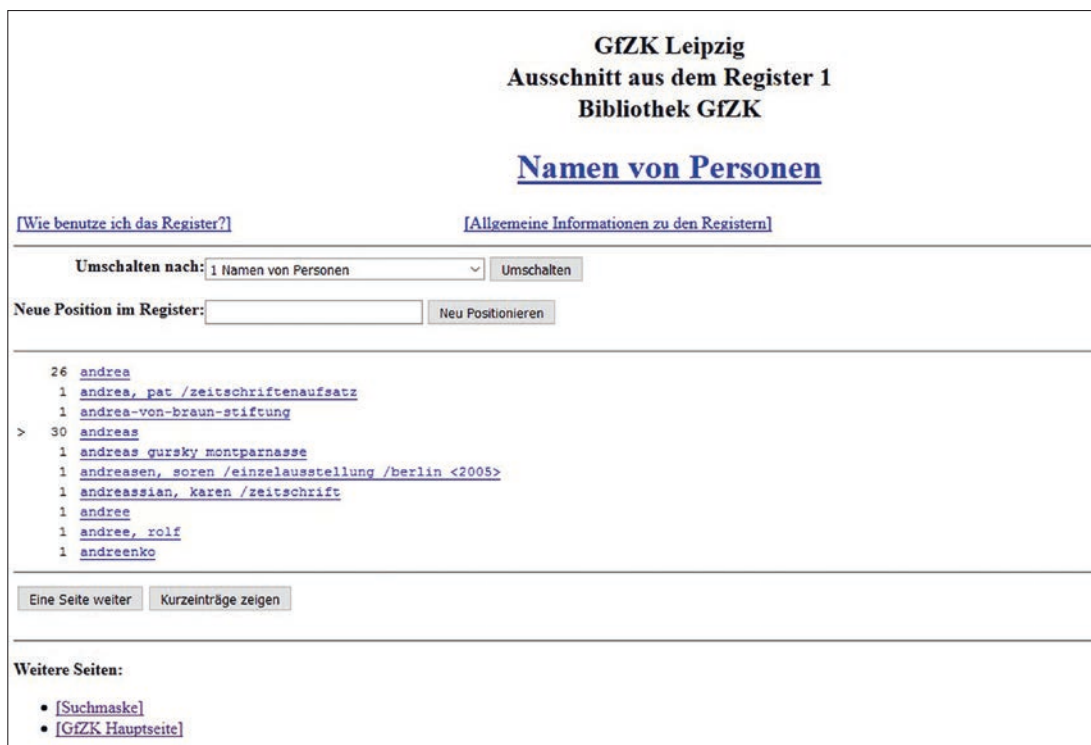 GfZK Leipzig
Ausschnitt aus dem Register 1
Bibliothek GfZK
Namen von Personen
[Wie benutze ich das Register?] [Allgemeine Informationen zu den Registern]
Umschalten nach: 1 Namen von Personen Umschalten
Neue Position im Register: Neu Positionieren
26 andrea
1 andrea, pat /zeitschriftenaufsatz
1 andrea-von-braun-stiftung
> 30 andreas
1 andreas gursky montparnasse
1 andreasen, soren /einzelausstellung /berlin <2005>
1 andreassian, karen /zeitschrift
1 andree
1 andree, rolf
1 andreenko
Eine Seite weiter Kurzeinträge zeigen
Weitere Seiten:
• [Suchmaske]
• [GfZK Hauptseite]